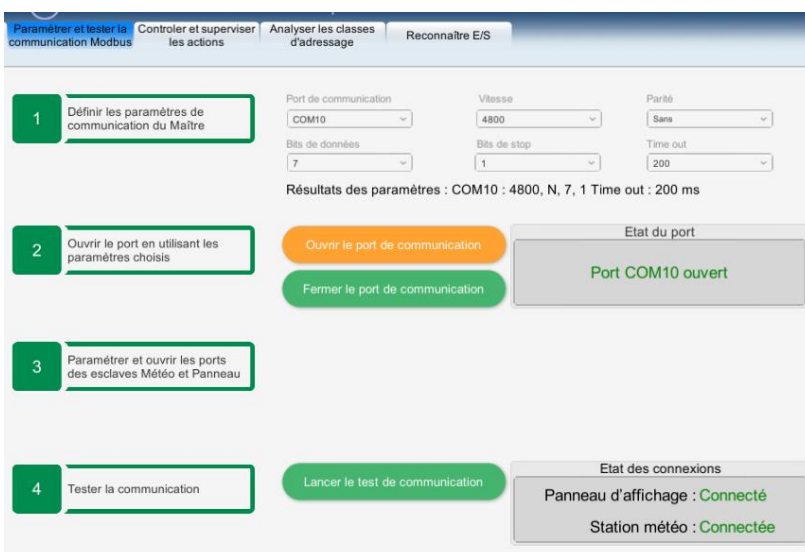 Paramétrer et tester la
communication Modbus
Controler et superviser
les actions
Analyser les classes
d'adressage
Reconnaître E/S
1
Définir les paramètres de
communication du Maître
Port de communication
Vitesse
Parité
COM10
4800
Sans
Bits de données
Bits de stop
Time out
7
1
200
Résultats des paramètres : COM10 : 4800, N, 7, 1 Time out : 200 ms
2
Ouvrir le port en utilisant les
paramètres choisis
Ouvrir le port de communication
Fermer le port de communication
Etat du port
Port COM10 ouvert
3
Paramétrer et ouvrir les ports
des esclaves Météo et Panneau
4
Tester la communication
Lancer le test de communication
Etat des connexions
Panneau d'affichage : Connecté
Station météo : Connectée